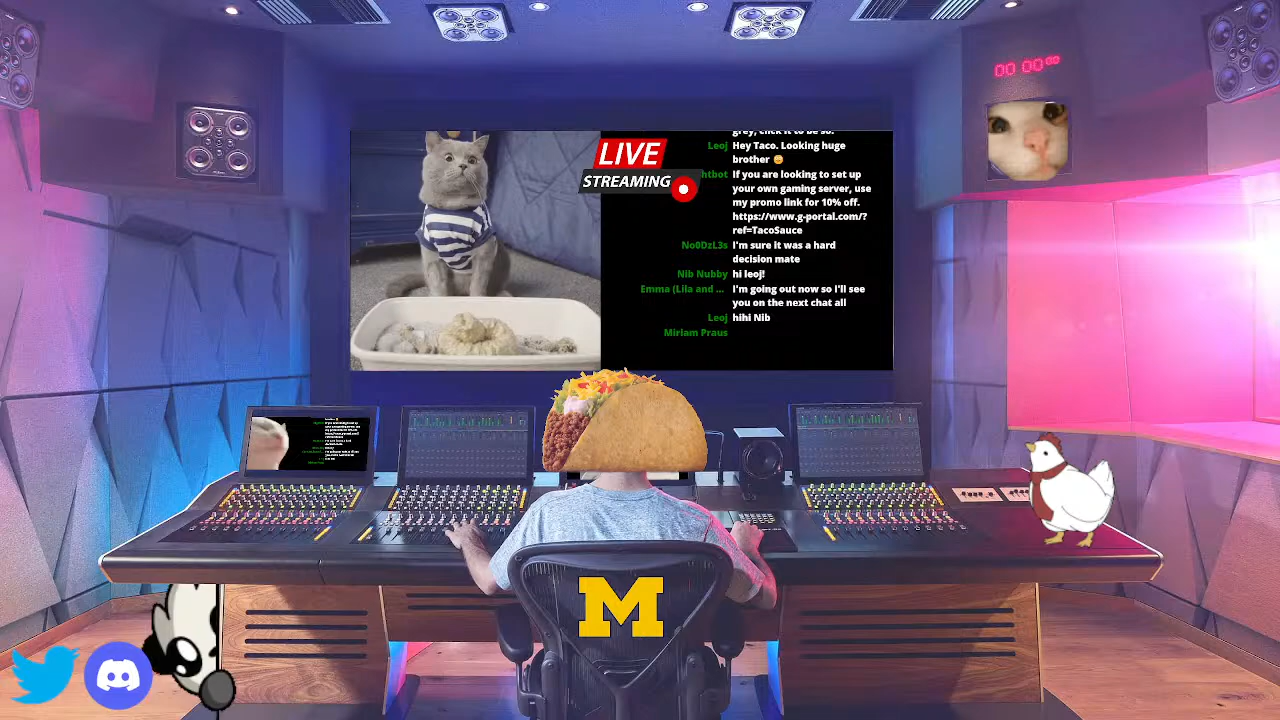 00 00 00
grey, click it to be so.
LIVE
STREAMING
Leoj Hey Taco. Looking huge
brother
htbot If you are looking to set up
your own gaming server, use
my promo link for 10% off.
https://www.g-portal.com/?
ref=TacoSauce
No0DzL3s I'm sure it was a hard
decision mate
Nib Nubby hi leoj!
Emma (Lila and ... I'm going out now so I'll see
you on the next chat all
Leoj hihi Nib
Miriam Praus
M